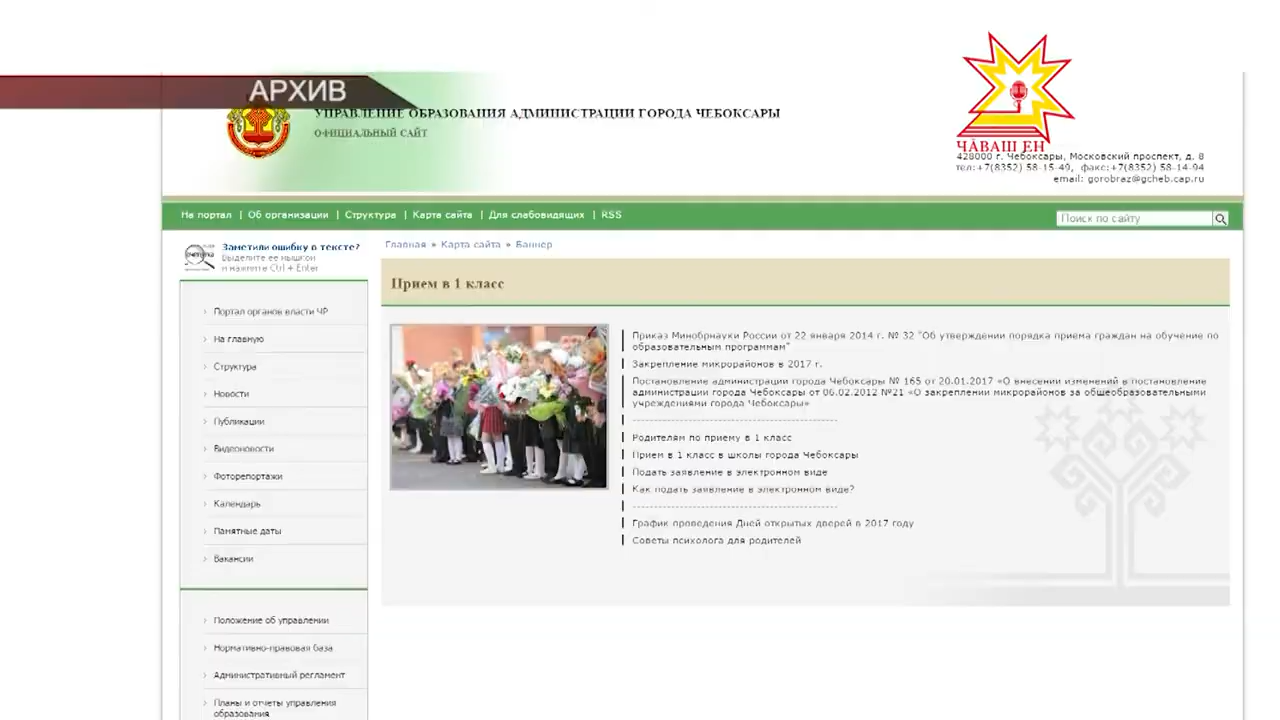 АРХИВ
УПРАВЛЕНИЕ ОБРАЗОВАНИЯ АДМИНИСТРАЦИИ ГОРОДА ЧЕБОКСАРЫ
ОФИЦИАЛЬНЫЙ САЙТ
ЧӐВАШ ЕН
428000 г. Чебоксары, Московский проспект, д. 8
тел:+7(8352) 58-15-49, факс:+7(8352) 58-14-94
email: gorobraz@gcheb.cap.ru
На портал | Об организации | Структура | Карта сайта | Для слабовидящих | RSS
Поиск по сайту
Заметили ошибку в тексте?
Выделите ее мышкой
и нажмите Ctrl + Enter
Главная » Карта сайта » Баннер
Прием в 1 класс
Портал органов власти ЧР
На главную
Структура
Новости
Публикации
Видеоновости
Фоторепортажи
Календарь
Памятные даты
Вакансии
Положение об управлении
Нормативно-правовая база
Административный регламент
Планы и отчеты управления
образования
Приказ Минобрнауки России от 22 января 2014 г. № 32 "Об утверждении порядка приема граждан на обучение по
образовательным программам"
Закрепление микрорайонов в 2017 г.
Постановление администрации города Чебоксары № 165 от 20.01.2017 «О внесении изменений в постановление
администрации города Чебоксары от 06.02.2012 №21 «О закреплении микрорайонов за общеобразовательными
учреждениями города Чебоксары»
Родителям по приему в 1 класс
Прием в 1 класс в школы города Чебоксары
Подать заявление в электронном виде
Как подать заявление в электронном виде?
График проведения Дней открытых дверей в 2017 году
Советы психолога для родителей